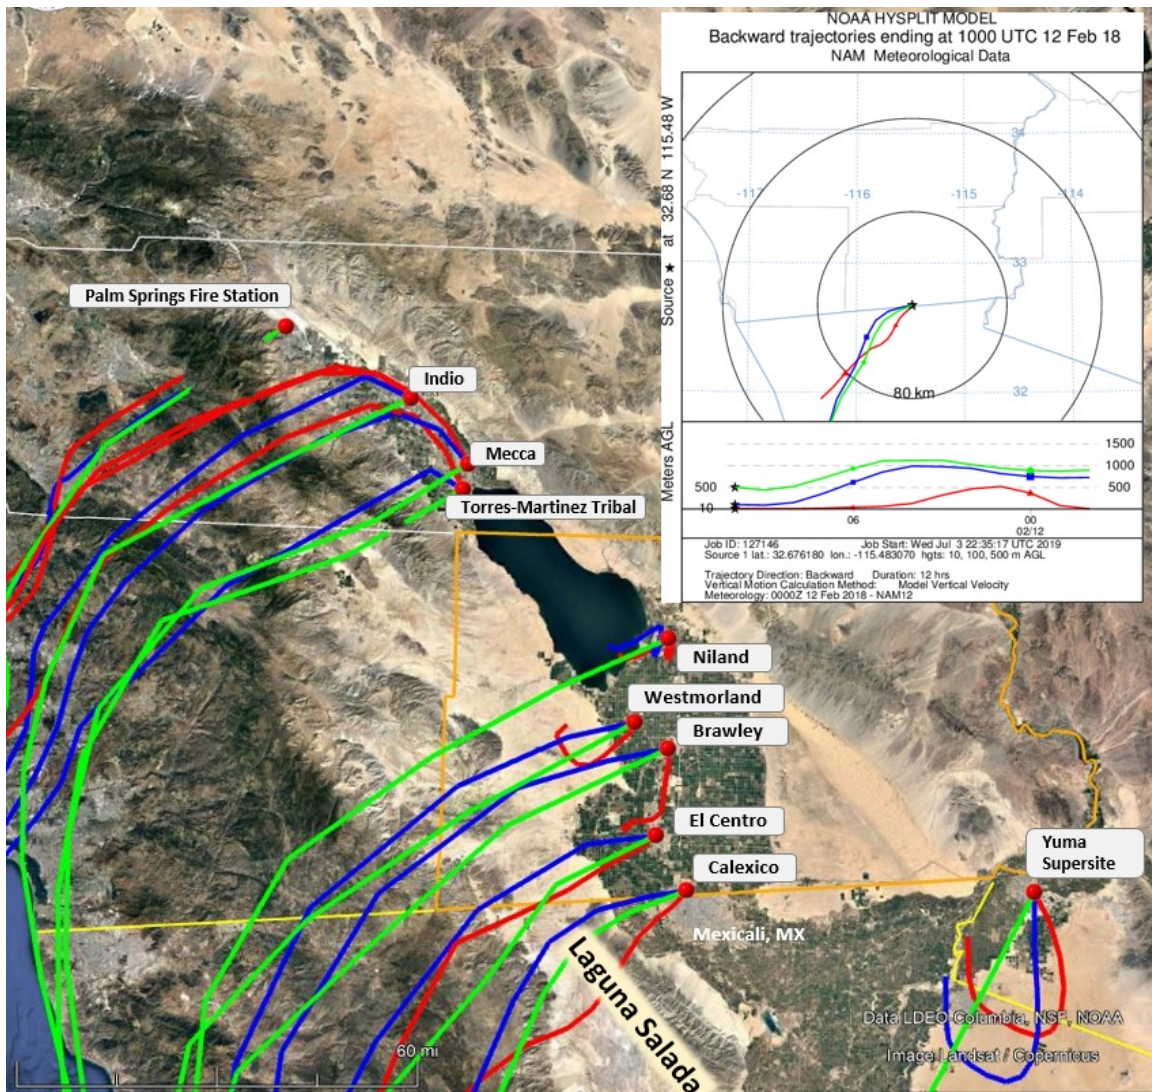 NOAA HYSPLIT MODEL
Backward trajectories ending at 1000 UTC 12 Feb 18
NAM Meteorological Data
Source ★ at 32.68 N 115.48 W
34
-117
-116
-115
-114
33
32
80 km
Meters AGL
1500
1000
500
500
10
06
00
02/12
Job ID: 127146 Job Start: Wed Jul 3 22:35:17 UTC 2019
Source 1 lat.: 32.676180 lon.: -115.483070 hgts: 10, 100, 500 m AGL
Trajectory Direction: Backward Duration: 12 hrs
Vertical Motion Calculation Method: Model Vertical Velocity
Meteorology: 0000Z 12 Feb 2018 - NAM12
Palm Springs Fire Station
Indio
Mecca
Torres-Martinez Tribal
Niland
Westmorland
Brawley
El Centro
Calexico
Yuma
Supersite
Mexicali, MX
Laguna Salada
60 mi
Data LDEO-Columbia, NSF, NOAA
Image Landsat / Copernicus